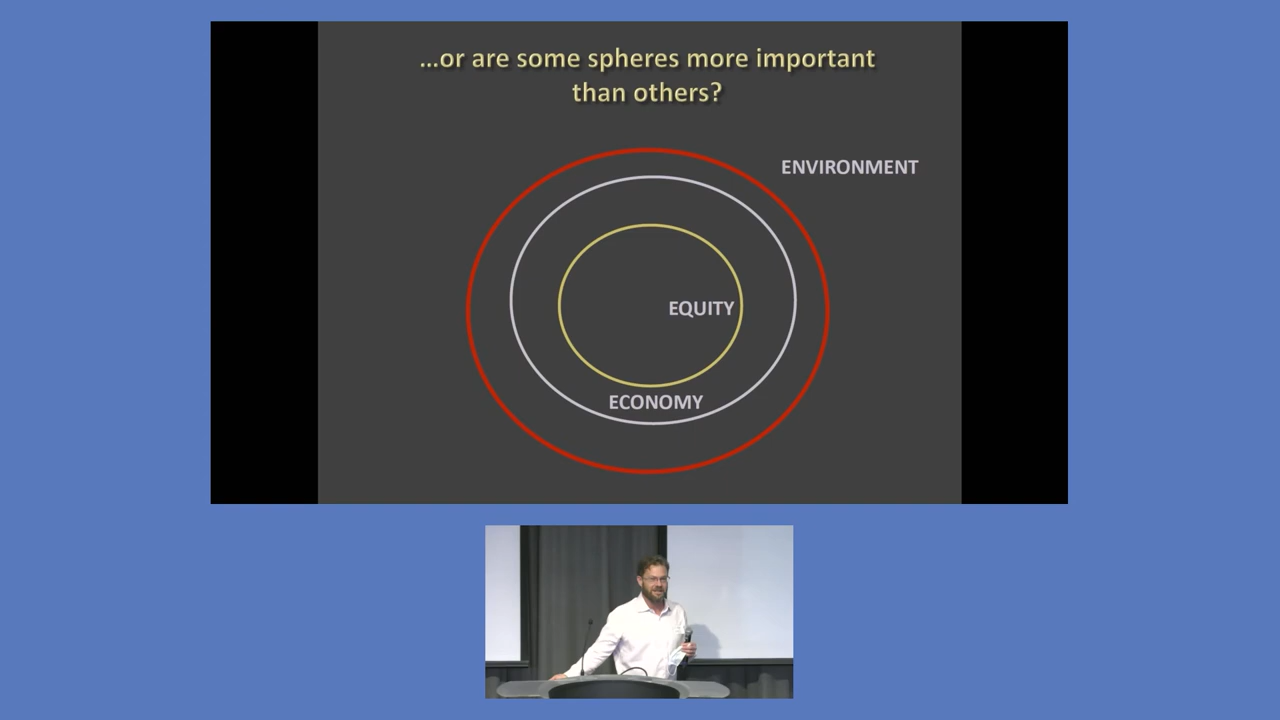 ...or are some spheres more important
than others?
ENVIRONMENT
EQUITY
ECONOMY